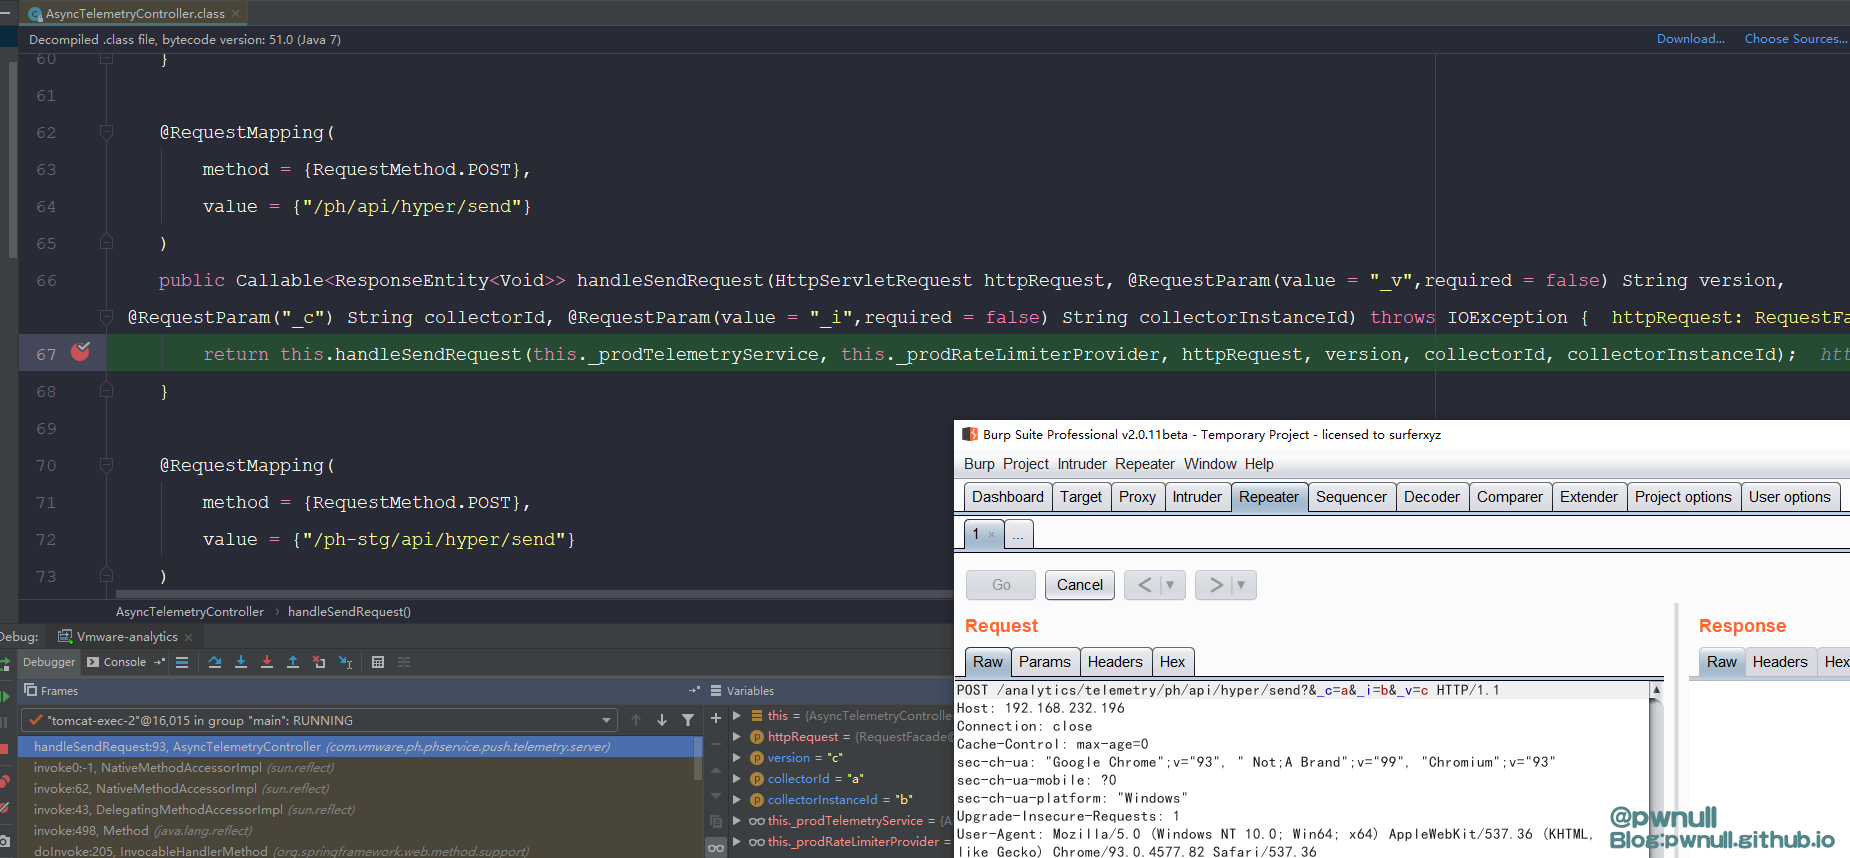 AsyncTelemetryController.class
Decompiled .class file, bytecode version: 51.0 (Java 7)
Download...
Choose Sources...
60 }
61
62 @RequestMapping(
63 method = {RequestMethod.POST},
64 value = {"/ph/api/hyper/send"}
65 )
66 public Callable<ResponseEntity<Void>> handleSendRequest(HttpServletRequest httpRequest, @RequestParam(value = "_v",required = false) String version,
@RequestParam("_c") String collectorId, @RequestParam(value = "_i",required = false) String collectorInstanceId) throws IOException { httpRequest: RequestFa
67 return this.handleSendRequest(this._prodTelemetryService, this._prodRateLimiterProvider, httpRequest, version, collectorId, collectorInstanceId); htt
68 }
69
70 @RequestMapping(
71 method = {RequestMethod.POST},
72 value = {"/ph-stg/api/hyper/send"}
73 )
AsyncTelemetryController › handleSendRequest()
Debug: Vmware-analytics
Debugger Console
Frames
"tomcat-exec-2"@16,015 in group "main": RUNNING
handleSendRequest:93, AsyncTelemetryController (com.vmware.ph.phservice.push.telemetry.server)
invoke0:-1, NativeMethodAccessorImpl (sun.reflect)
invoke:62, NativeMethodAccessorImpl (sun.reflect)
invoke:43, DelegatingMethodAccessorImpl (sun.reflect)
invoke:498, Method (java.lang.reflect)
doInvoke:205, InvocableHandlerMethod (org.springframework.web.method.support)
Variables
this = {AsyncTelemetryControlle
httpRequest = {RequestFacade@
version = "c"
collectorId = "a"
collectorInstanceId = "b"
this._prodTelemetryService = {A
this._prodRateLimiterProvider =
Burp Suite Professional v2.0.11beta - Temporary Project - licensed to surferxyz
Burp Project Intruder Repeater Window Help
Dashboard Target Proxy Intruder Repeater Sequencer Decoder Comparer Extender Project options User options
1 × ...
Go Cancel < >
Request
Raw Params Headers Hex
POST /analytics/telemetry/ph/api/hyper/send?&_c=a&_i=b&_v=c HTTP/1.1
Host: 192.168.232.196
Connection: close
Cache-Control: max-age=0
sec-ch-ua: "Google Chrome";v="93", " Not;A Brand";v="99", "Chromium";v="93"
sec-ch-ua-mobile: ?0
sec-ch-ua-platform: "Windows"
Upgrade-Insecure-Requests: 1
User-Agent: Mozilla/5.0 (Windows NT 10.0; Win64; x64) AppleWebKit/537.36 (KHTML,
like Gecko) Chrome/93.0.4577.82 Safari/537.36
Response
Raw Headers Hex
@pwnull
Blog:pwnull.github.io